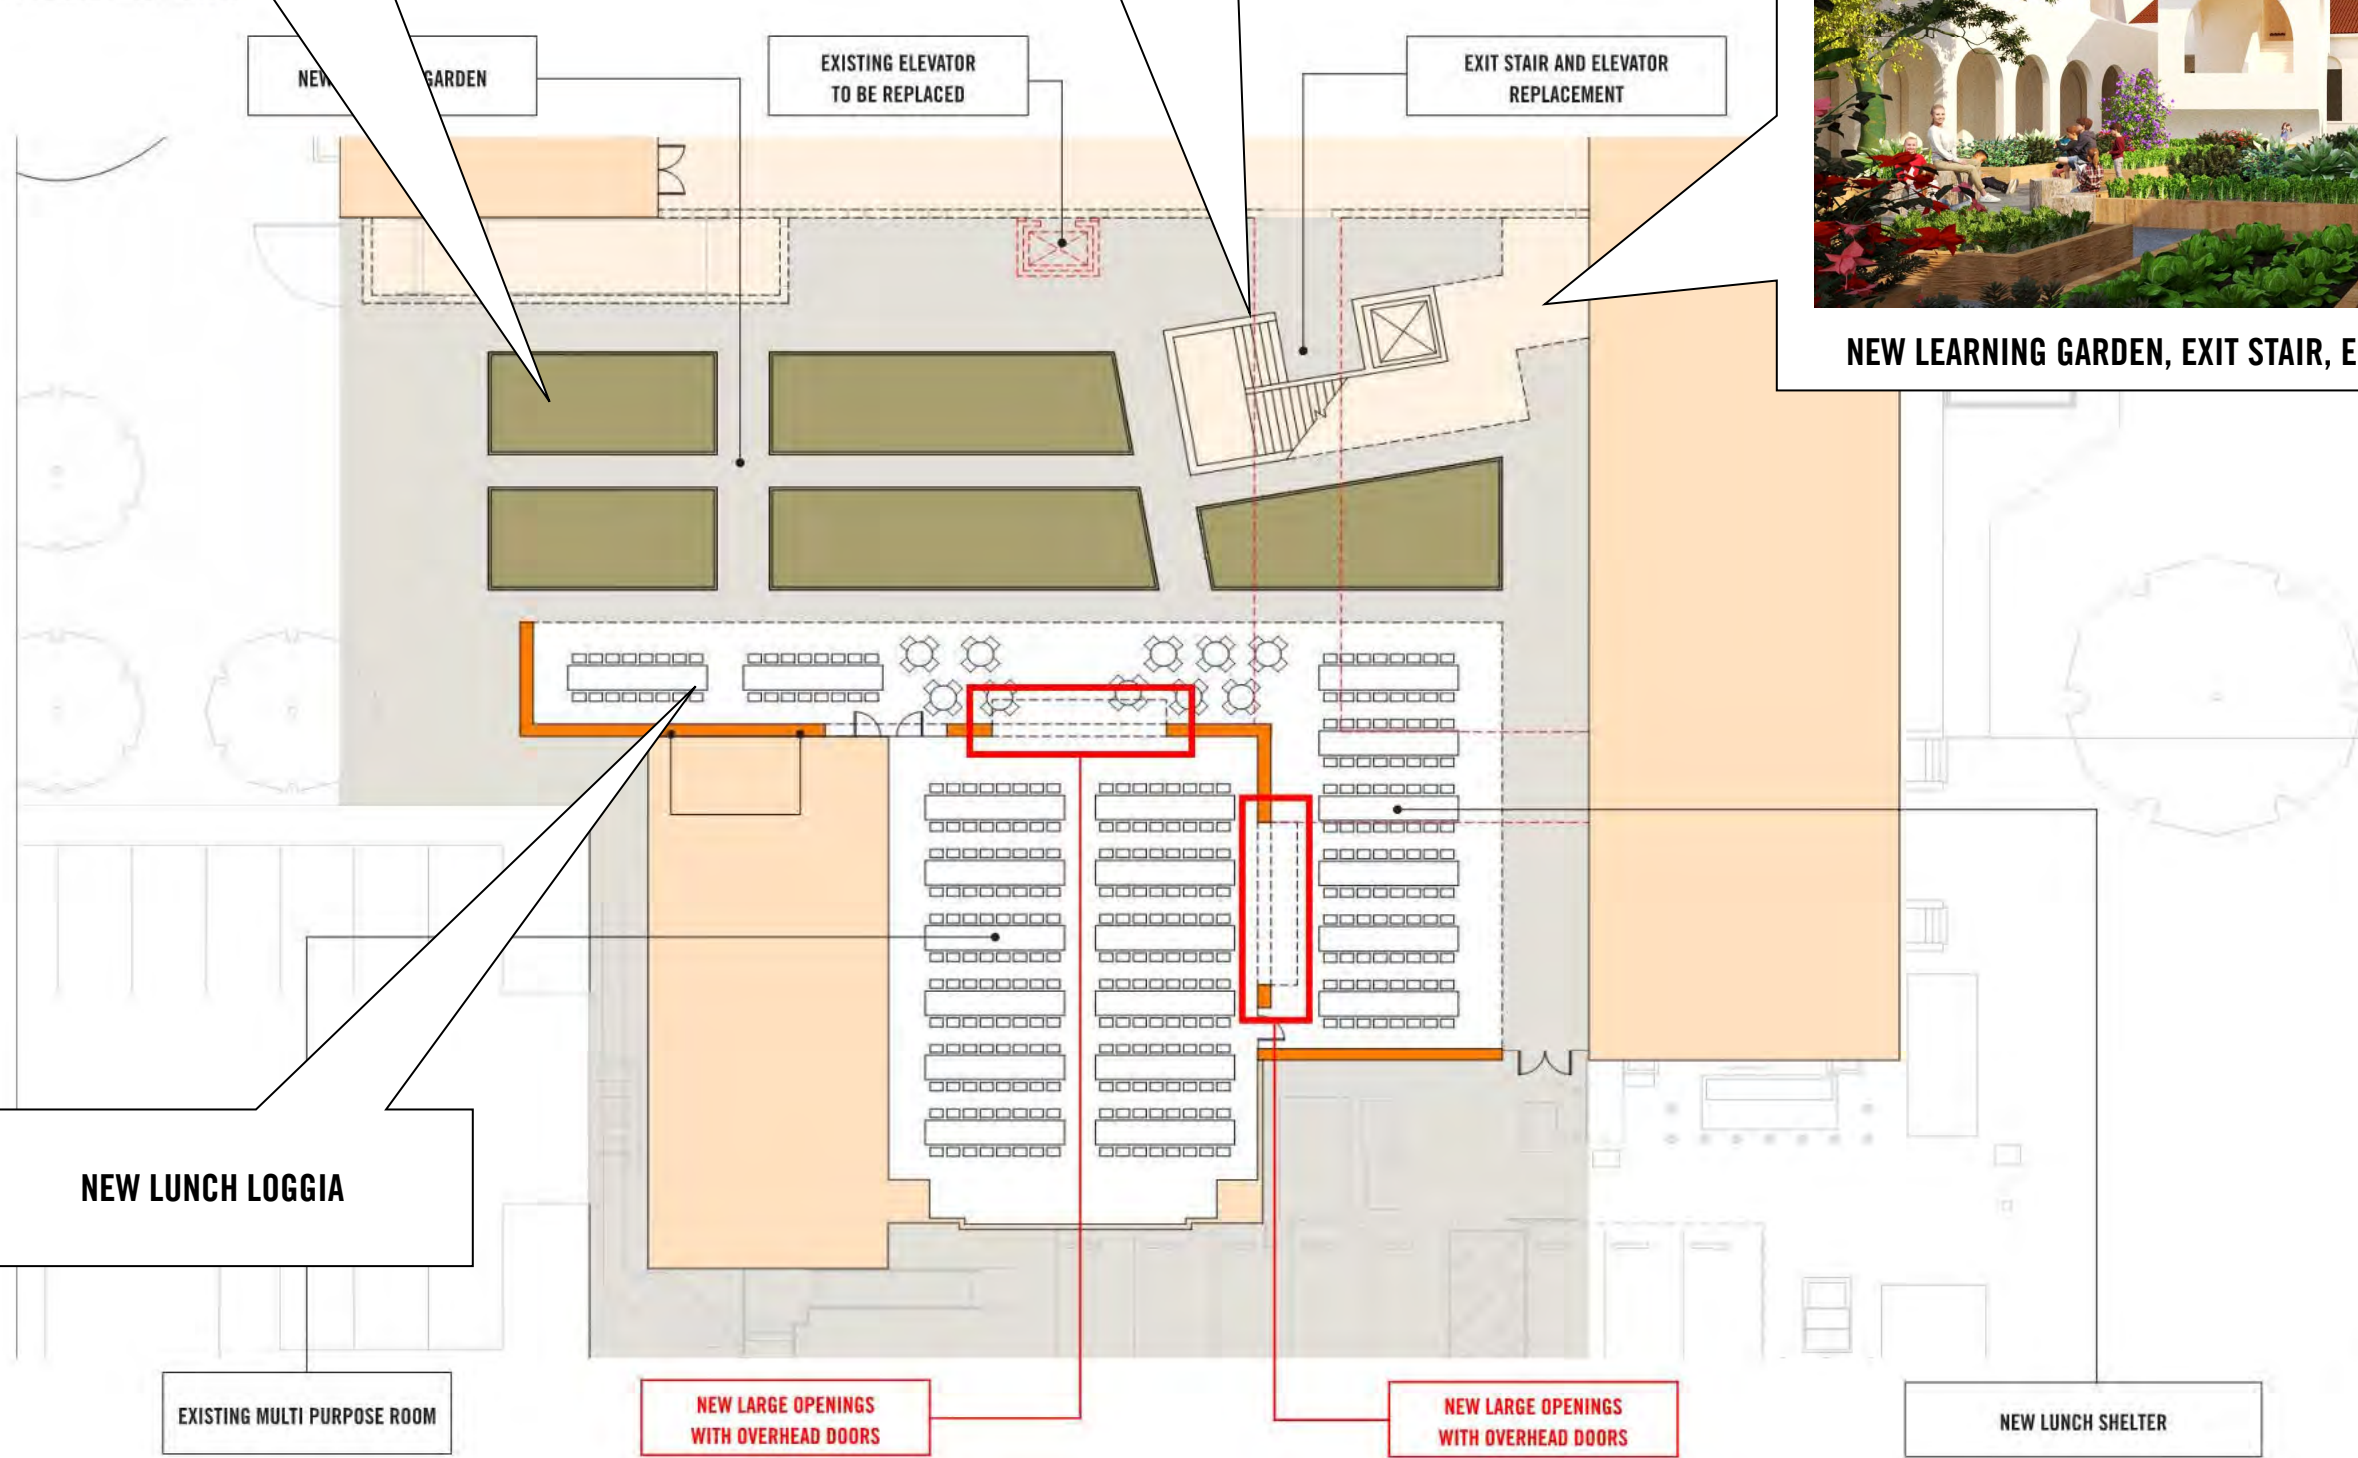 NEW GARDEN
EXISTING ELEVATOR
TO BE REPLACED
EXIT STAIR AND ELEVATOR
REPLACEMENT
NEW LEARNING GARDEN, EXIT STAIR, E
NEW LUNCH LOGGIA
EXISTING MULTI PURPOSE ROOM
NEW LARGE OPENINGS
WITH OVERHEAD DOORS
NEW LARGE OPENINGS
WITH OVERHEAD DOORS
NEW LUNCH SHELTER